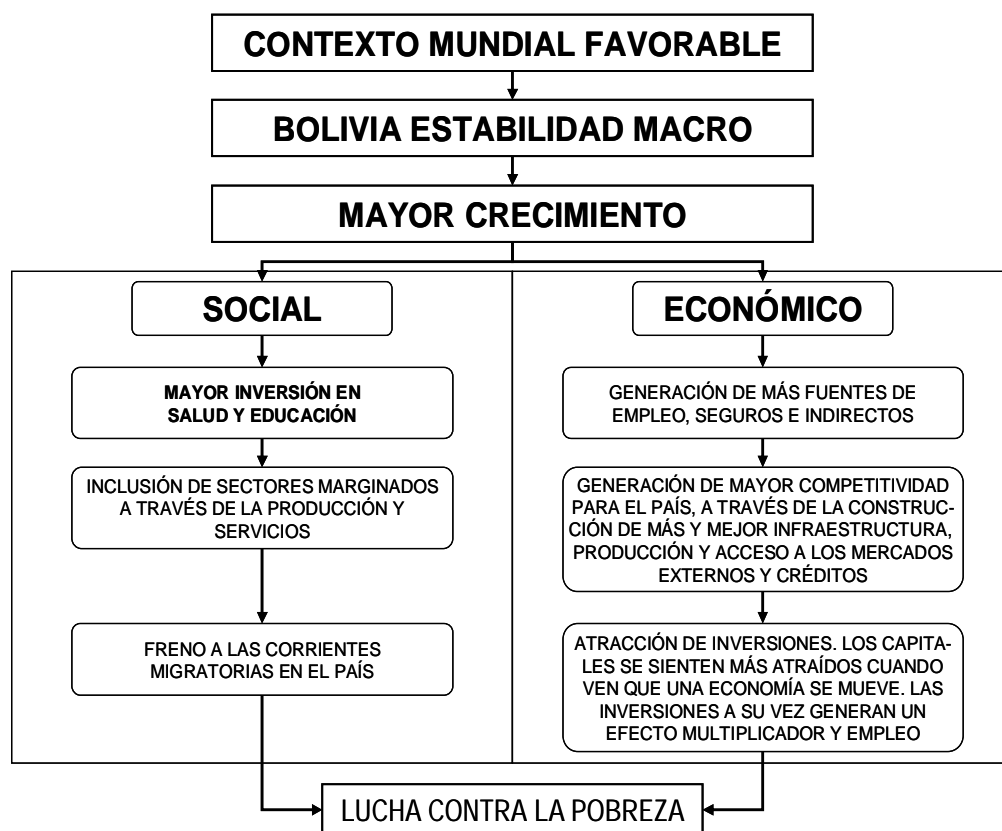 CONTEXTO MUNDIAL FAVORABLE
BOLIVIA ESTABILIDAD MACRO
MAYOR CRECIMIENTO
SOCIAL
MAYOR INVERSIÓN EN
SALUD Y EDUCACIÓN
INCLUSIÓN DE SECTORES MARGINADOS
A TRAVÉS DE LA PRODUCCIÓN Y
SERVICIOS
FRENO A LAS CORRIENTES
MIGRATORIAS EN EL PAÍS
ECONÓMICO
GENERACIÓN DE MÁS FUENTES DE
EMPLEO, SEGUROS E INDIRECTOS
GENERACIÓN DE MAYOR COMPETITIVIDAD
PARA EL PAÍS, A TRAVÉS DE LA CONSTRUC-
CIÓN DE MÁS Y MEJOR INFRAESTRUCTURA,
PRODUCCIÓN Y ACCESO A LOS MERCADOS
EXTERNOS Y CRÉDITOS
ATRACCIÓN DE INVERSIONES. LOS CAPITA-
LES SE SIENTEN MÁS ATRAÍDOS CUANDO
VEN QUE UNA ECONOMÍA SE MUEVE. LAS
INVERSIONES A SU VEZ GENERAN UN
EFECTO MULTIPLICADOR Y EMPLEO
LUCHA CONTRA LA POBREZA